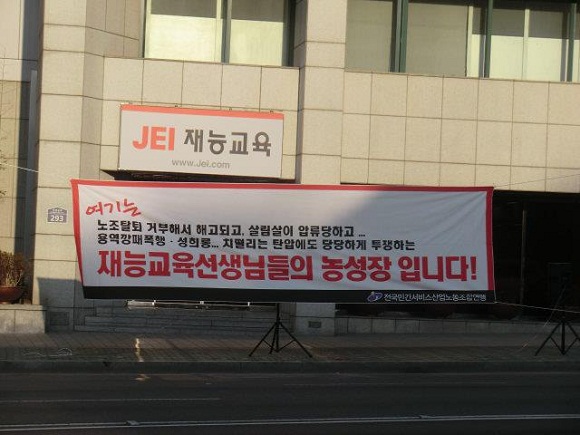 JEI 재능교육
www.Jei.com
293
여기는
노조탈퇴 거부해서 해고되고, 살림살이 압류당하고 ...
용역깡패폭행 · 성희롱... 치떨리는 탄압에도 당당하게 투쟁하는
재능교육선생님들의 농성장 입니다!
전국민간서비스산업노동조합연맹